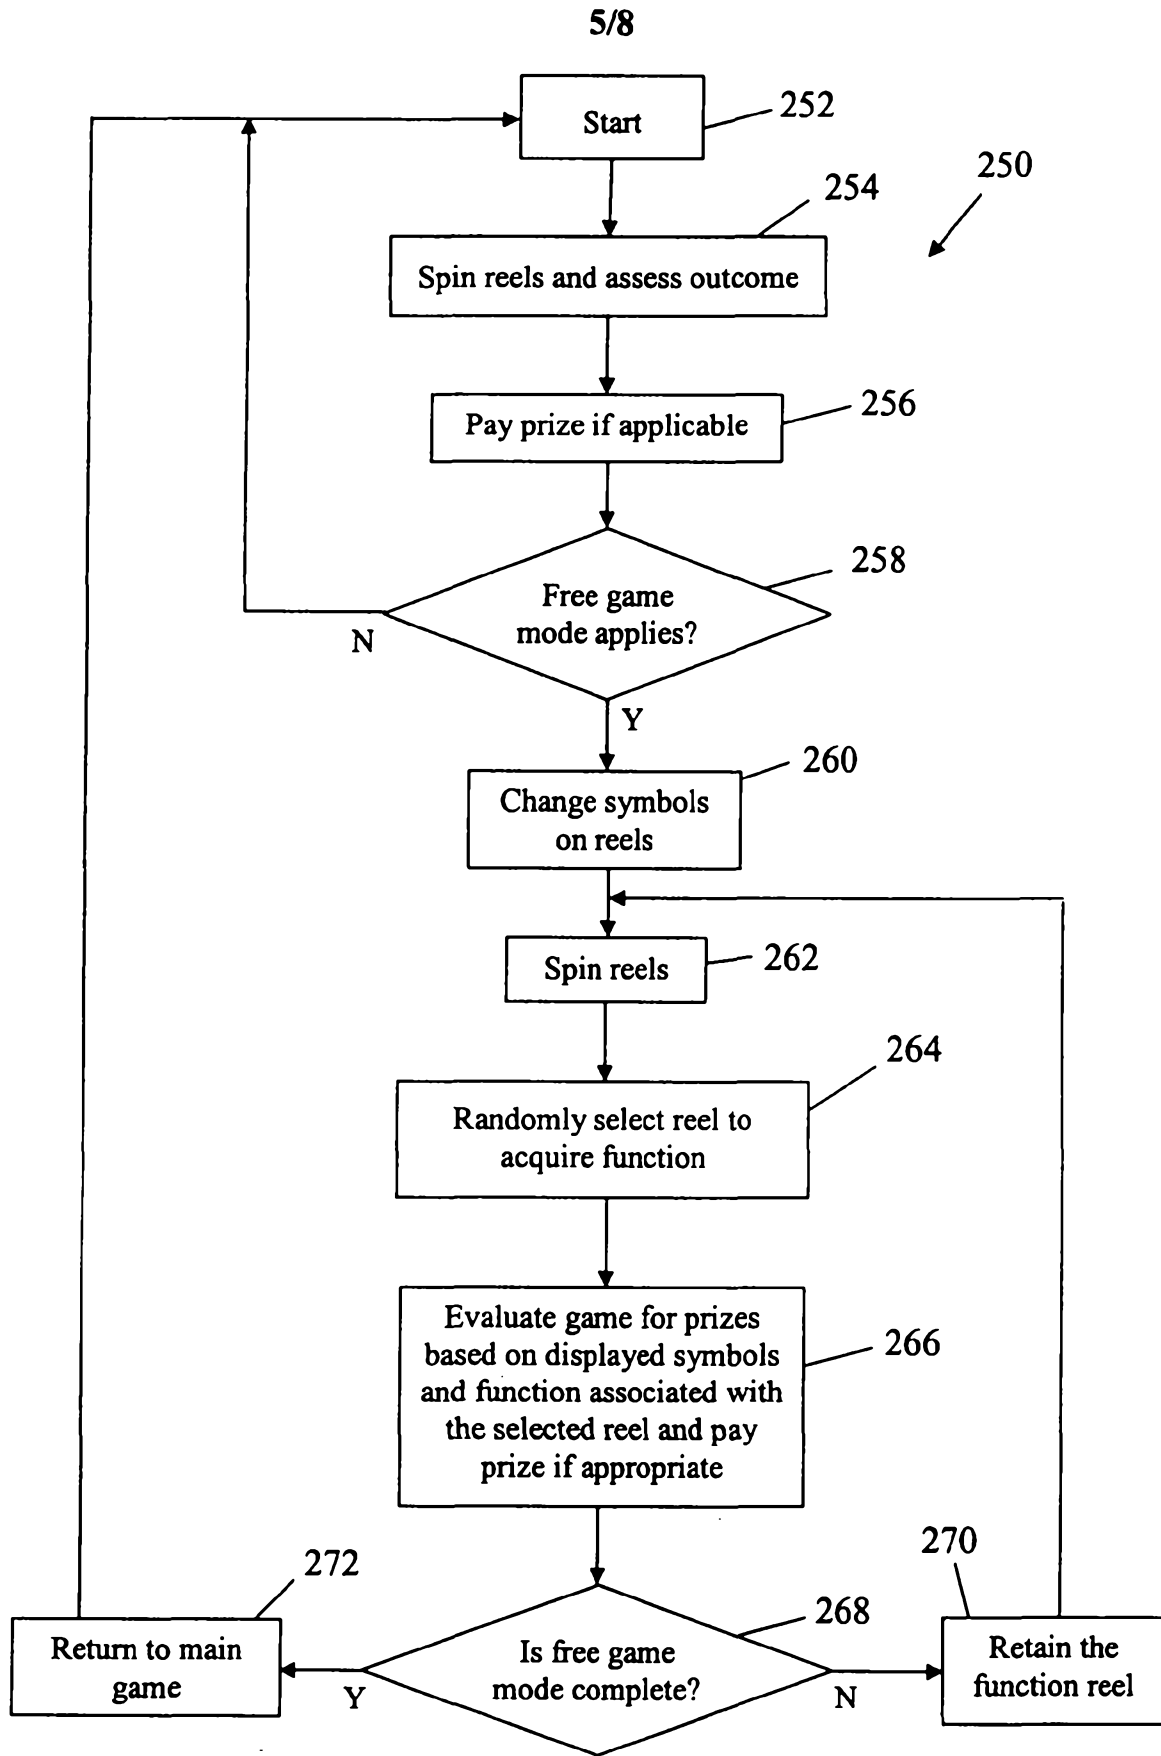 5/8
Start
252
250
254
Spin reels and assess outcome
Pay prize if applicable
256
258
Free game
mode applies?
N
Y
260
Change symbols
on reels
Spin reels
262
264
Randomly select reel to
acquire function
Evaluate game for prizes
based on displayed symbols
and function associated with
the selected reel and pay
prize if appropriate
266
270
272
268
Return to main
game
Is free game
mode complete?
Y
N
Retain the
function reel